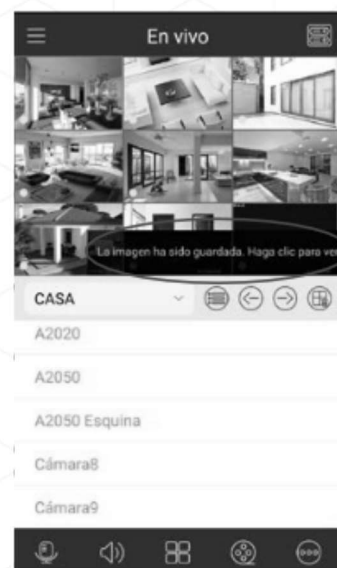 En vivo
La imagen ha sido guardada. Haga clic para ver
CASA
A2020
A2050
A2050 Esquina
Cámara8
Cámara9